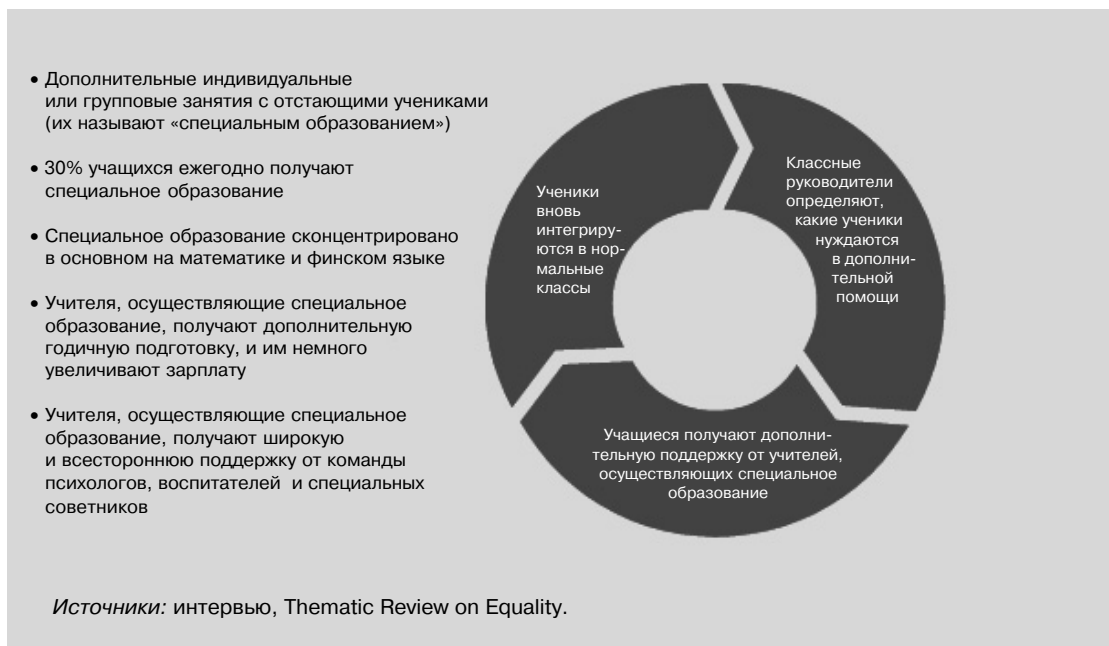 • Дополнительные индивидуальные
или групповые занятия с отстающими учениками
(их называют «специальным образованием»)
• 30% учащихся ежегодно получают
специальное образование
• Специальное образование сконцентрировано
в основном на математике и финском языке
• Учителя, осуществляющие специальное
образование, получают дополнительную
годичную подготовку, и им немного
увеличивают зарплату
• Учителя, осуществляющие специальное
образование, получают широкую
и всестороннюю поддержку от команды
психологов, воспитателей и специальных
советников
Ученики
вновь
интегриру-
ются в нор-
мальные
классы
Классные
руководители
определяют,
какие ученики
нуждаются
в дополни-
тельной
помощи
Учащиеся получают дополни-
тельную поддержку от учителей,
осуществляющих специальное
образование
Источники: интервью, Thematic Review on Equality.